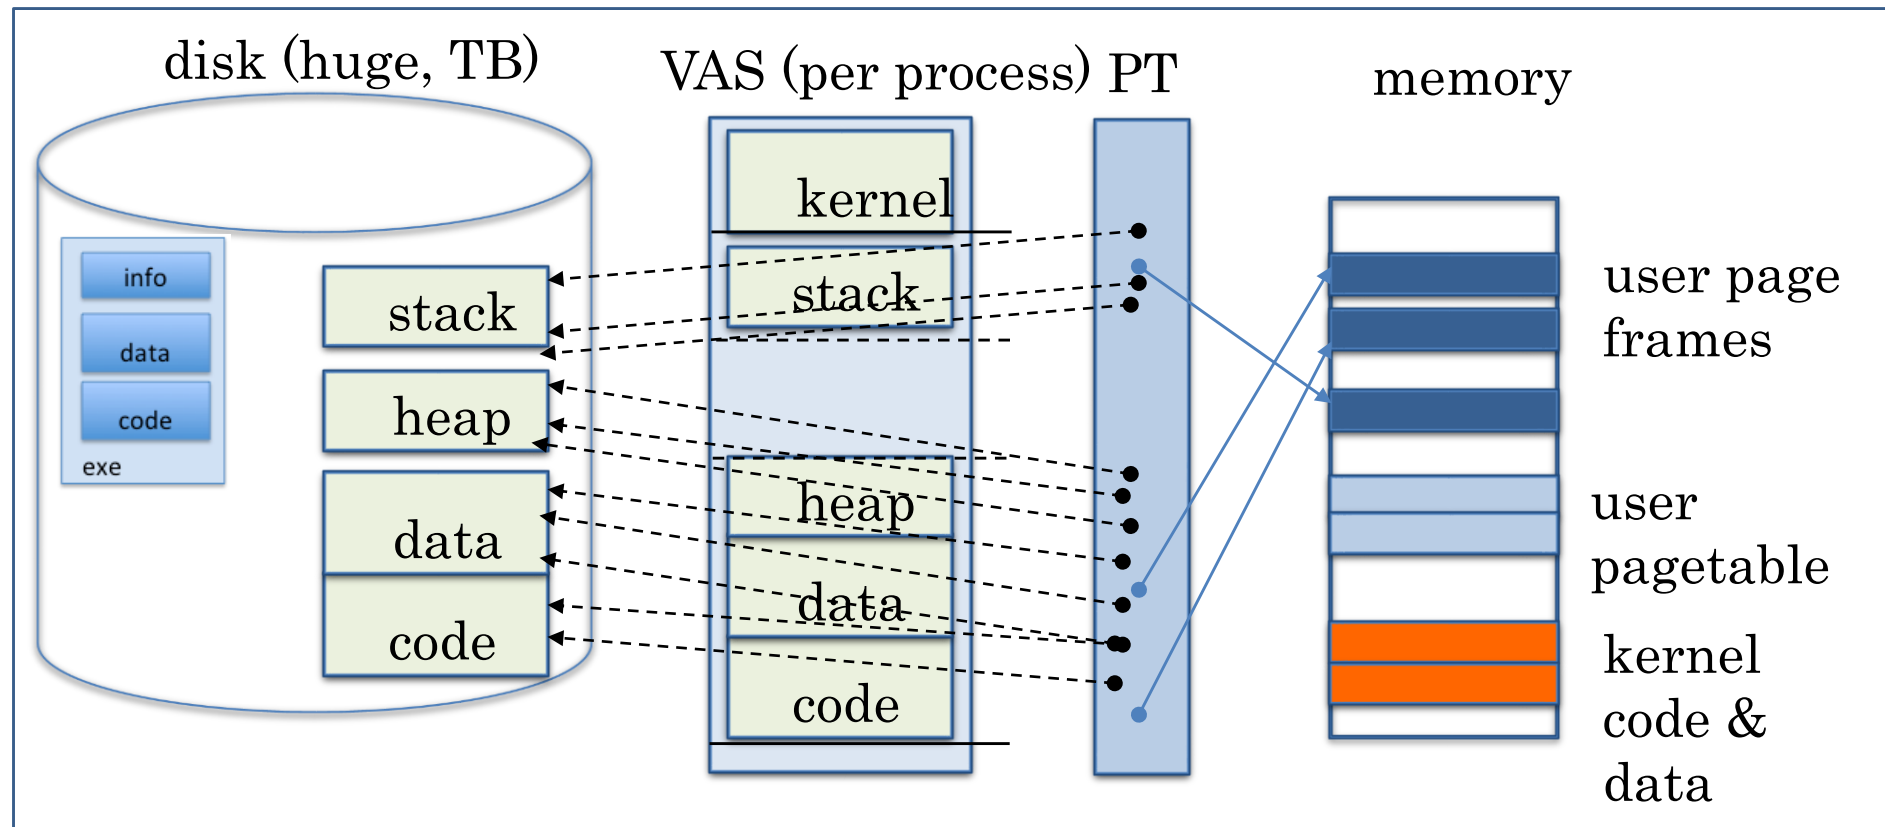 disk (huge, TB)
VAS (per process) PT
memory
info
data
code
exe
stack
heap
data
code
kernel
stack
heap
data
code
user page
frames
user
pagetable
kernel
code &
data